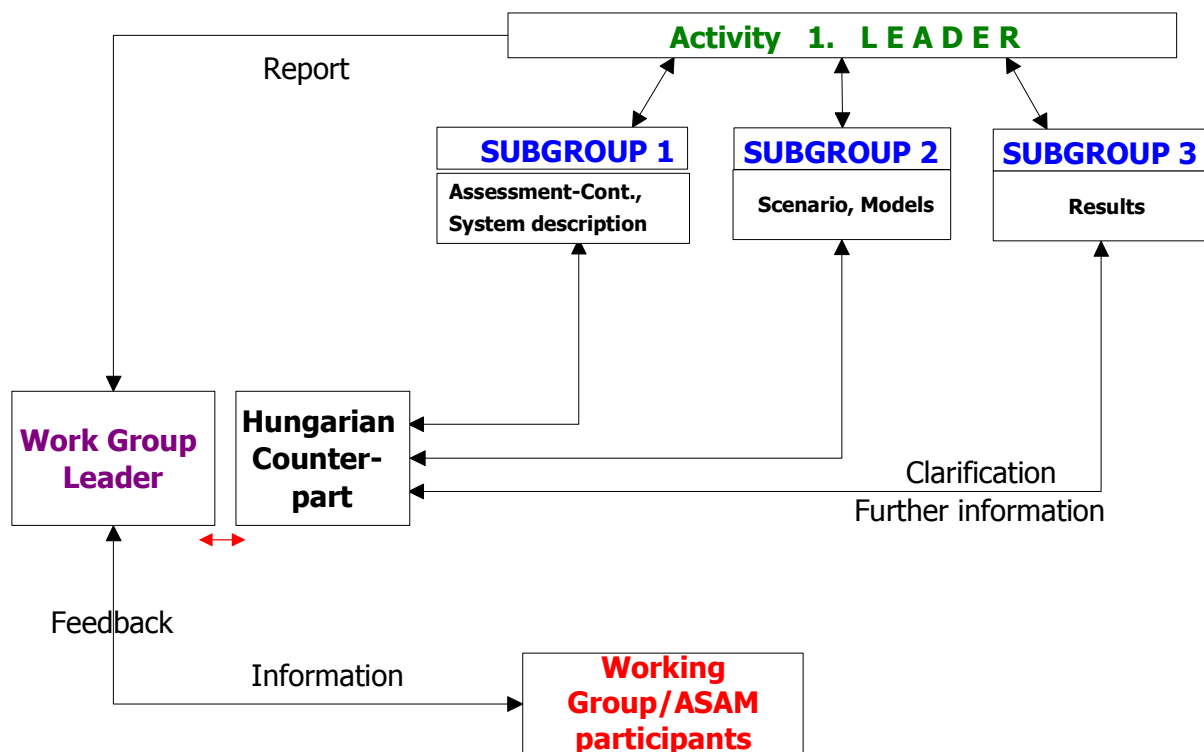 Activity 1. L E A D E R
Report
SUBGROUP 1
SUBGROUP 2
SUBGROUP 3
Assessment-Cont.,
System description
Scenario, Models
Results
Work Group
Leader
Hungarian
Counter-
part
Clarification
Further information
Feedback
Information
Working
Group/ASAM
participants